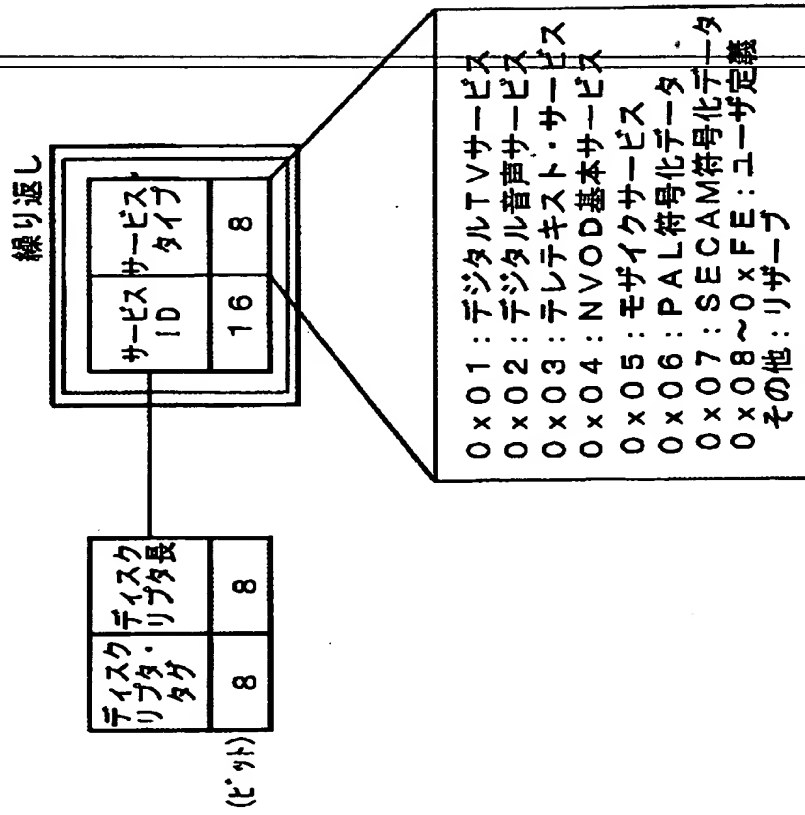 繰り返し
ディスク
リプタ・
タグ
ディスク
リプタ長
サービス
ID
サービス
タイプ
(ビット)
8
8
16
8
0x01:デジタルTVサービス
0x02:デジタル音声サービス
0x03:テレテキスト・サービス
0x04:NVOD基本サービス
0x05:モザイクサービス
0x06:PAL符号化データ
0x07:SECAM符号化データ
0x08~0xFE:ユーザ定義
その他:リザーブ